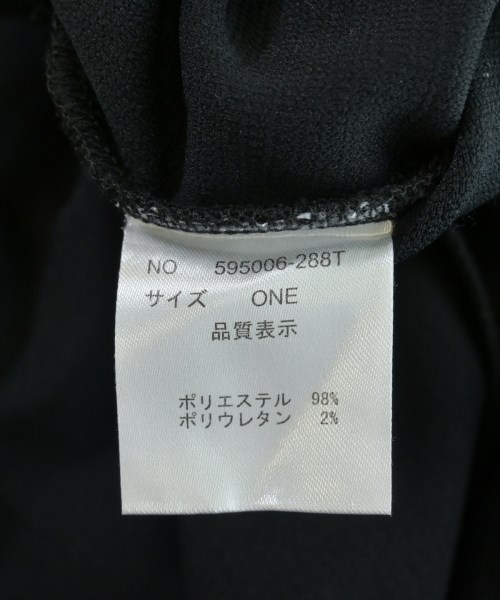 NO 595006-288T
サイズ ONE
品質表示
ポリエステル 98%
ポリウレタン 2%